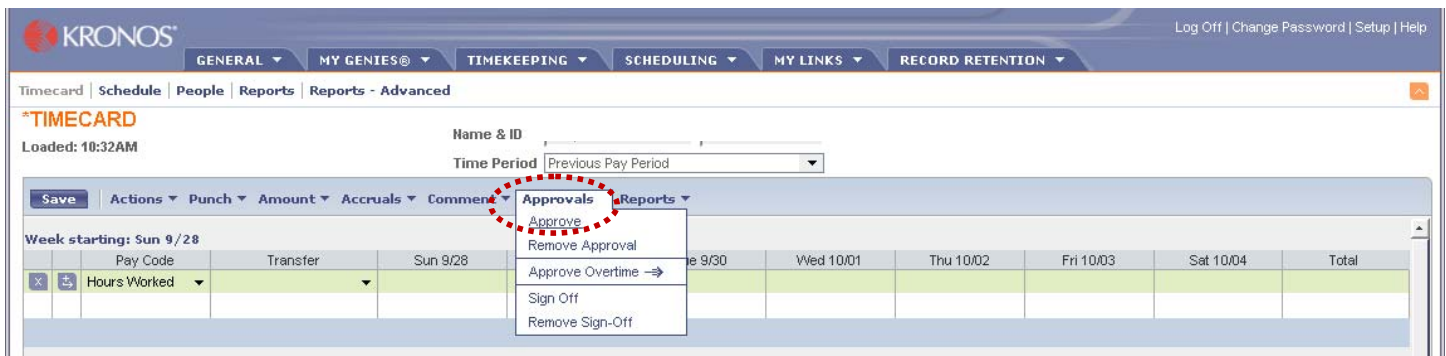 KRONOS®
Log Off | Change Password | Setup | Help
GENERAL MY GENIES® TIMEKEEPING SCHEDULING MY LINKS RECORD RETENTION
Timecard | Schedule | People | Reports | Reports - Advanced
*TIMECARD
Loaded: 10:32AM
Name & ID
Time Period Previous Pay Period
Save Actions Punch Amount Accruals Comment Approvals Reports
Approve
Remove Approval
Approve Overtime
Sign Off
Remove Sign-Off
Week starting: Sun 9/28
Pay Code Transfer Sun 9/28 ue 9/30 Wed 10/01 Thu 10/02 Fri 10/03 Sat 10/04 Total
X Hours Worked